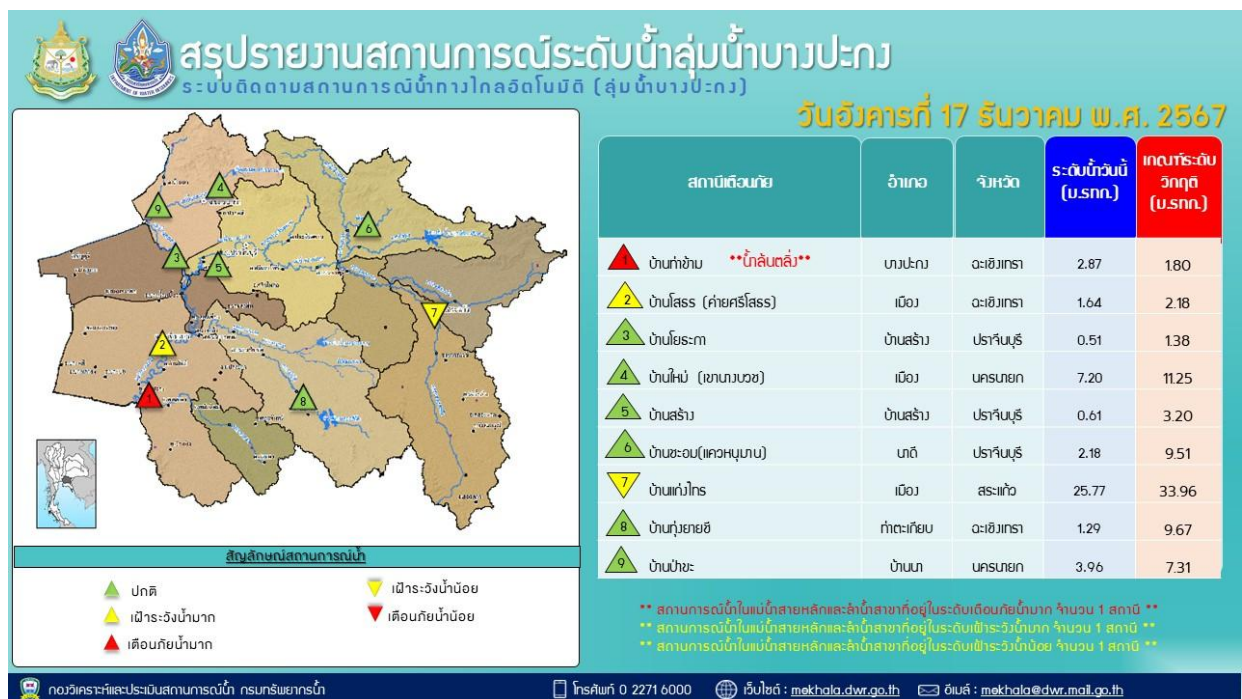 สรุปรายงานสถานการณ์ระดับน้ำลุ่มน้ำบางปะกง
ระบบติดตามสถานการณ์น้ำทางไกลอัตโนมัติ (ลุ่มน้ำบางปะกง)
วันอังคารที่ 17 ธันวาคม พ.ศ. 2567
สถานีเตือนภัย อำเภอ จังหวัด ระดับน้ำวันนี้ (ม.รทก.) เกณฑ์ระดับวิกฤติ (ม.รทก.)
1 บ้านท่าข้าม **น้ำล้นตลิ่ง** บางปะกง ฉะเชิงเทรา 2.87 1.80
2 บ้านโสธร (ค่ายศรีโสธร) เมือง ฉะเชิงเทรา 1.64 2.18
3 บ้านโยธะกา บ้านสร้าง ปราจีนบุรี 0.51 1.38
4 บ้านใหม่ (เขานางบวช) เมือง นครนายก 7.20 11.25
5 บ้านสร้าง บ้านสร้าง ปราจีนบุรี 0.61 3.20
6 บ้านชะอม(แควหนุมาน) นาดี ปราจีนบุรี 2.18 9.51
7 บ้านแก่งไทร เมือง สระแก้ว 25.77 33.96
8 บ้านทุ่งยายชี ท่าตะเกียบ ฉะเชิงเทรา 1.29 9.67
9 บ้านป่าขะ บ้านนา นครนายก 3.96 7.31
4
9
6
3
5
7
2
1
8
สัญลักษณ์สถานการณ์น้ำ
ปกติ
เฝ้าระวังน้ำมาก
เตือนภัยน้ำมาก
เฝ้าระวังน้ำน้อย
เตือนภัยน้ำน้อย
** สถานการณ์น้ำในแม่น้ำสายหลักและลำน้ำสาขาที่อยู่ในระดับเตือนภัยน้ำมาก จำนวน 1 สถานี **
** สถานการณ์น้ำในแม่น้ำสายหลักและลำน้ำสาขาที่อยู่ในระดับเฝ้าระวังน้ำมาก จำนวน 1 สถานี **
** สถานการณ์น้ำในแม่น้ำสายหลักและลำน้ำสาขาที่อยู่ในระดับเฝ้าระวังน้ำน้อย จำนวน 1 สถานี **
กองวิเคราะห์และประเมินสถานการณ์น้ำ กรมทรัพยากรน้ำ โทรศัพท์ 0 2271 6000 เว็บไซต์ : mekhala.dwr.go.th อีเมล์ : mekhala@dwr.mail.go.th